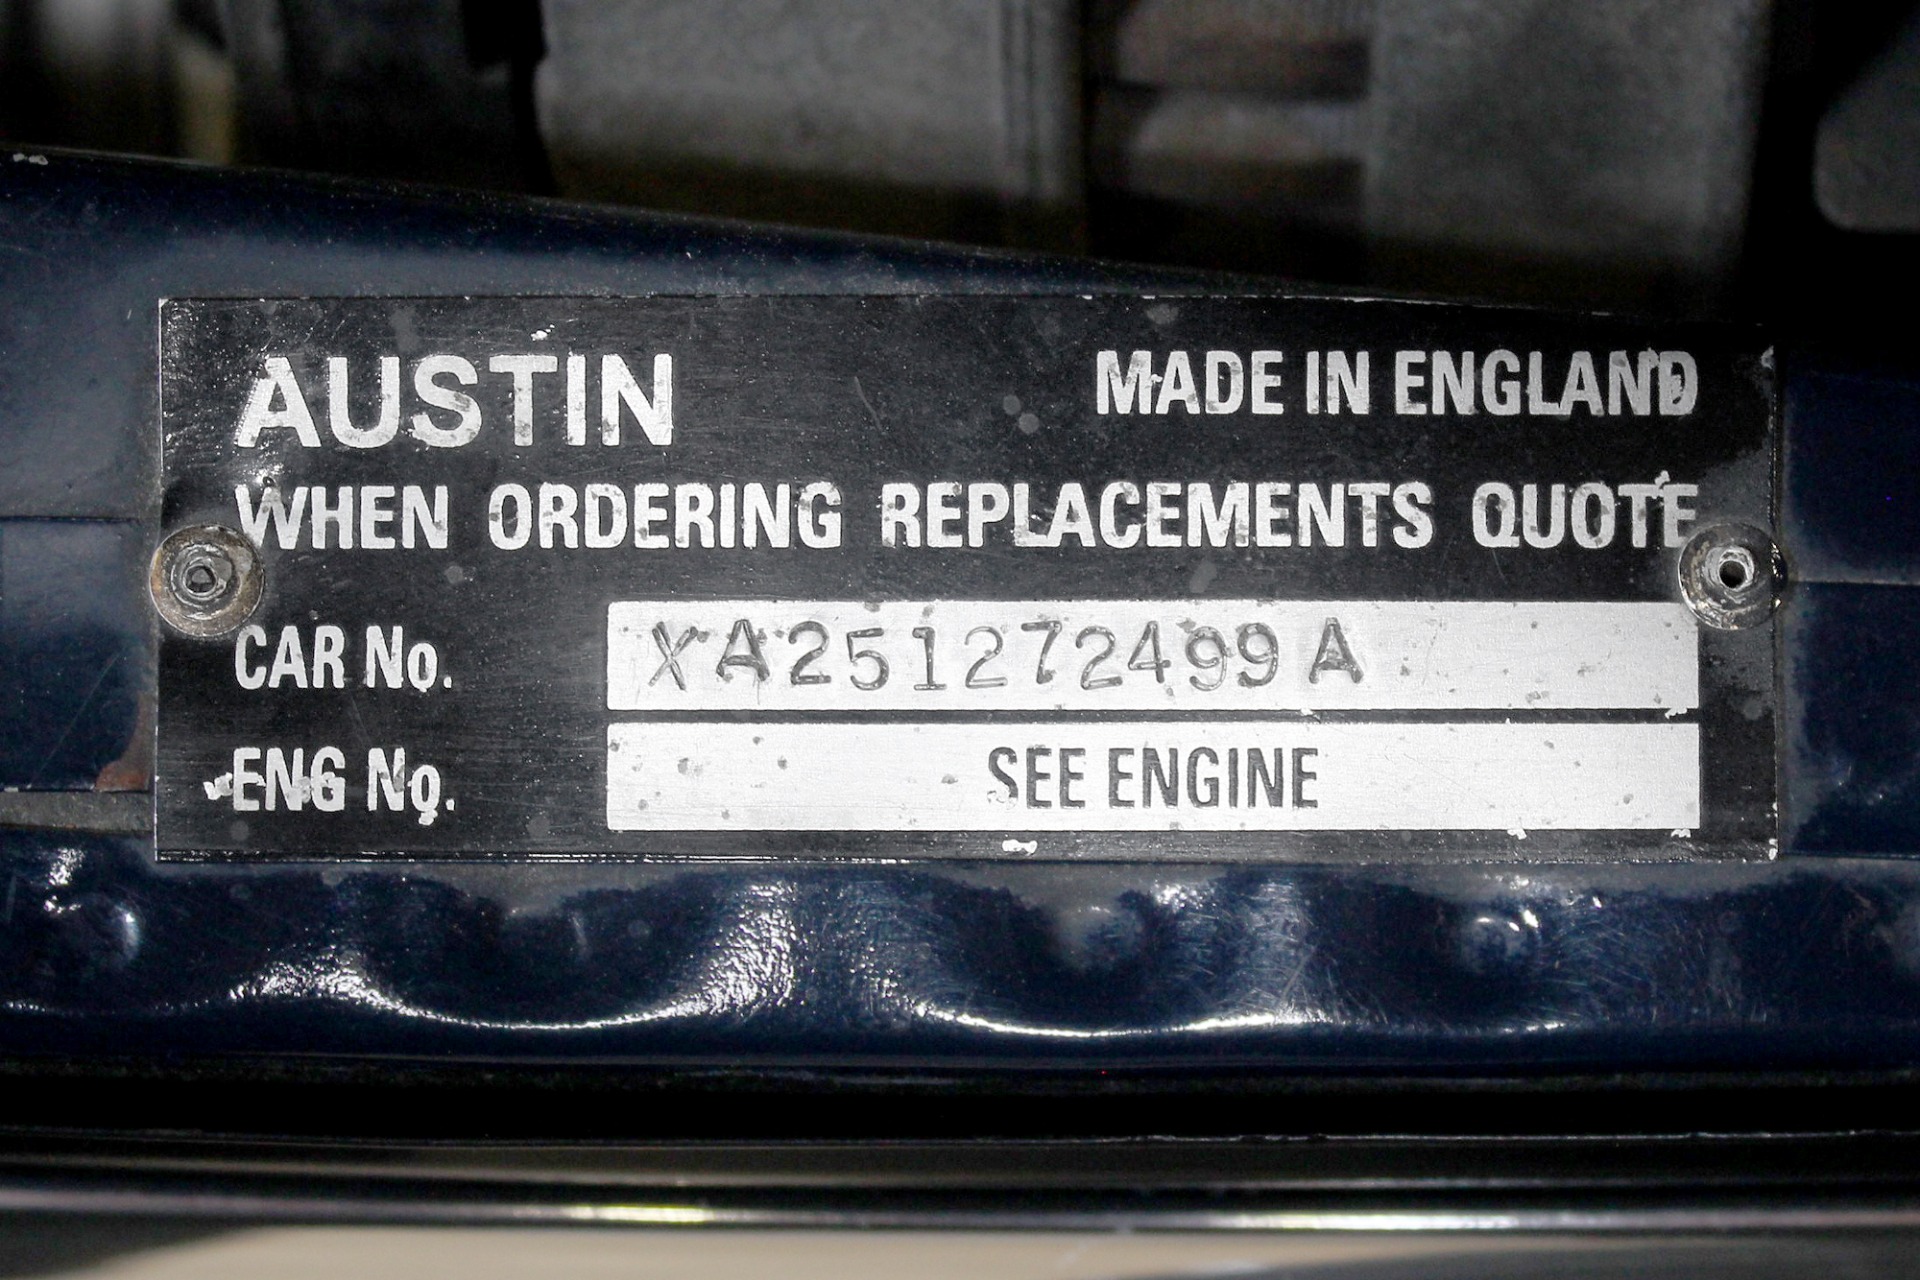 AUSTIN MADE IN ENGLAND
WHEN ORDERING REPLACEMENTS QUOTE
CAR No. XA251272499A
ENG No. SEE ENGINE